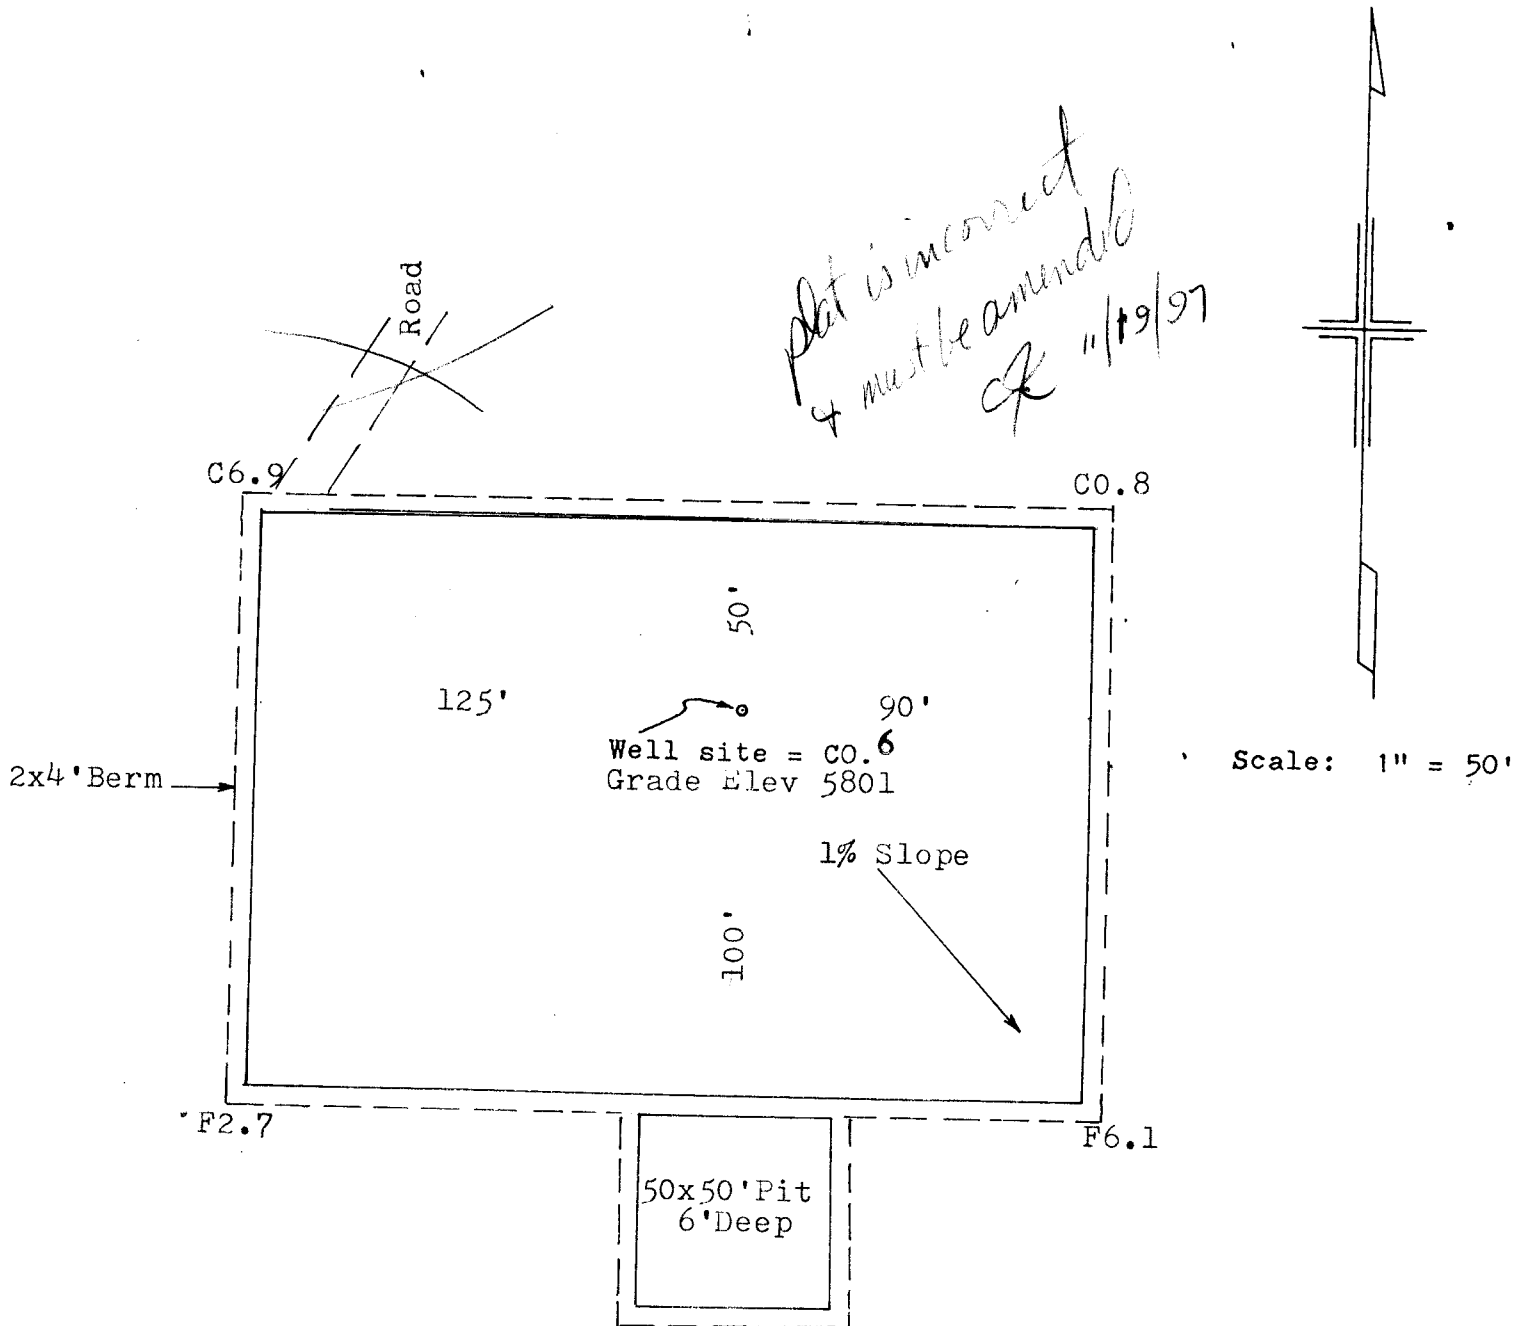 plat is incorrect
& must be amended
11/19/97
Road
C6.9
C0.8
50'
125'
90'
Well site = C0.6
Grade Elev 5801
2x4'Berm
Scale: 1" = 50'
1% Slope
100'
F2.7
F6.1
50x50'Pit
6'Deep